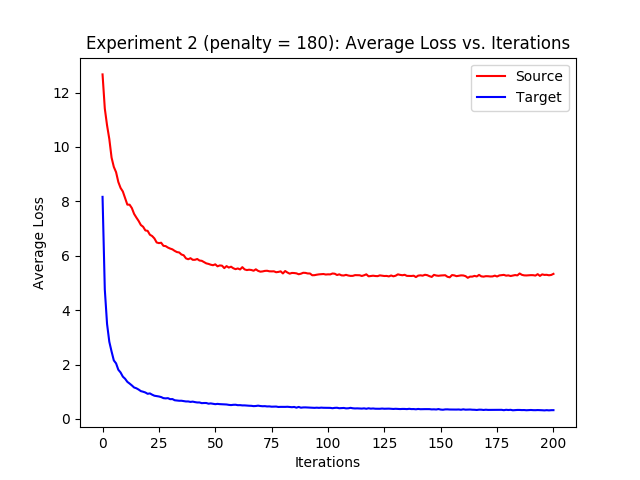 Experiment 2 (penalty = 180): Average Loss vs. Iterations
Source
Target
Average Loss
12
10
8
6
4
2
0
0 25 50 75 100 125 150 175 200
Iterations